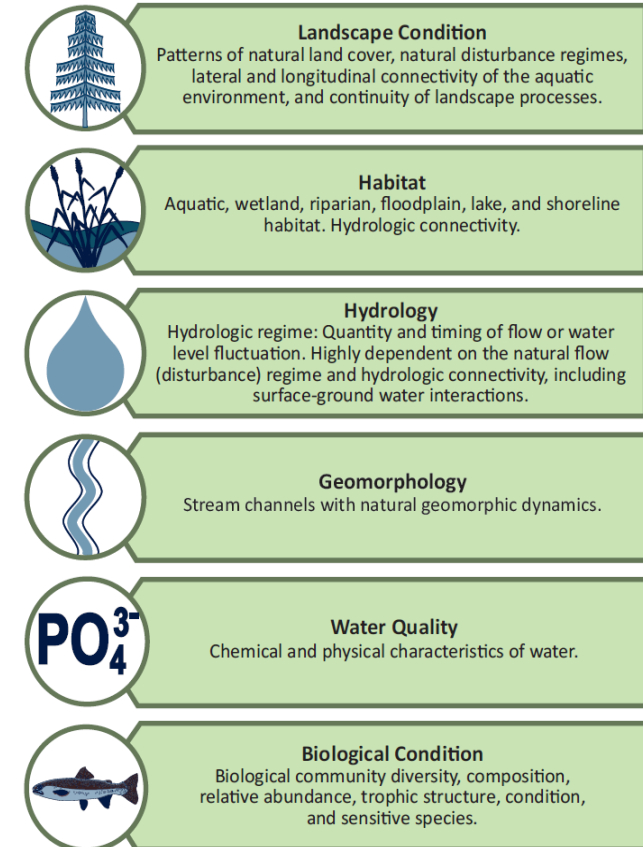 Landscape Condition
Patterns of natural land cover, natural disturbance regimes,
lateral and longitudinal connectivity of the aquatic
environment, and continuity of landscape processes.
Habitat
Aquatic, wetland, riparian, floodplain, lake, and shoreline
habitat. Hydrologic connectivity.
Hydrology
Hydrologic regime: Quantity and timing of flow or water
level fluctuation. Highly dependent on the natural flow
(disturbance) regime and hydrologic connectivity, including
surface-ground water interactions.
Geomorphology
Stream channels with natural geomorphic dynamics.
PO₄³⁻
Water Quality
Chemical and physical characteristics of water.
Biological Condition
Biological community diversity, composition,
relative abundance, trophic structure, condition,
and sensitive species.